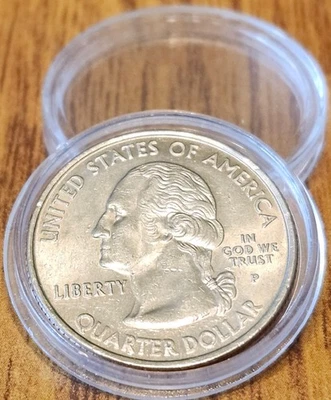 UNITED STATES OF AMERICA
LIBERTY
IN
GOD WE
TRUST
P
QUARTER DOLLAR